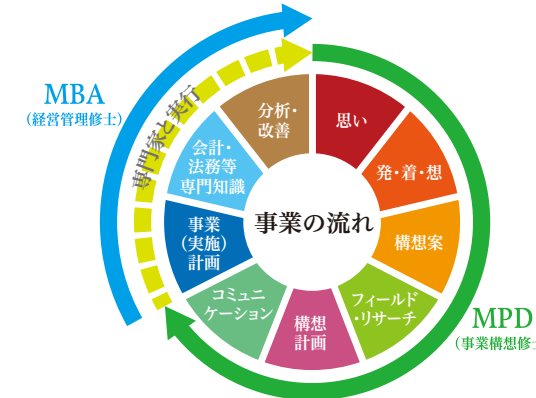 MBA
（経営管理修士）
専門家と実行
分析・
改善
思い
会計・
法務等
専門知識
発・着・想
事業の流れ
事業
（実施）
計画
構想案
コミュニ
ケーション
フィールド
・リサーチ
構想
計画
MPD
（事業構想修士